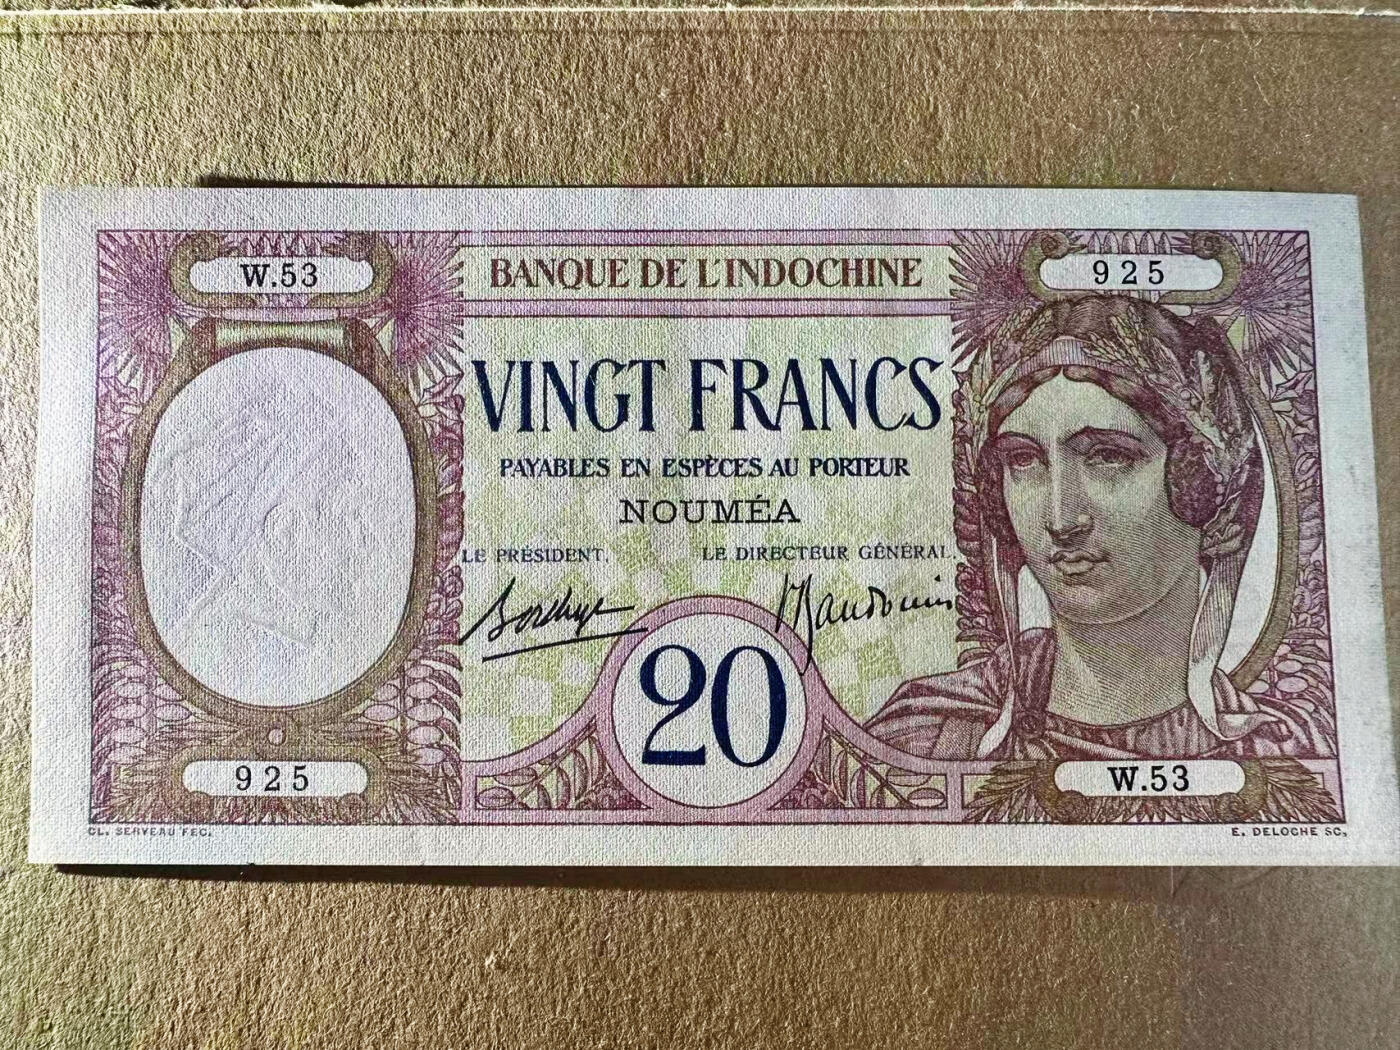 W.53
BANQUE DE L'INDOCHINE
925
VINGT FRANCS
PAYABLES EN ESPÈCES AU PORTEUR
NOUMÉA
LE PRÉSIDENT.
LE DIRECTEUR GÉNÉRAL.
20
925
W.53
CL. SERVEAU FEC.
E. DELOCHE SC.